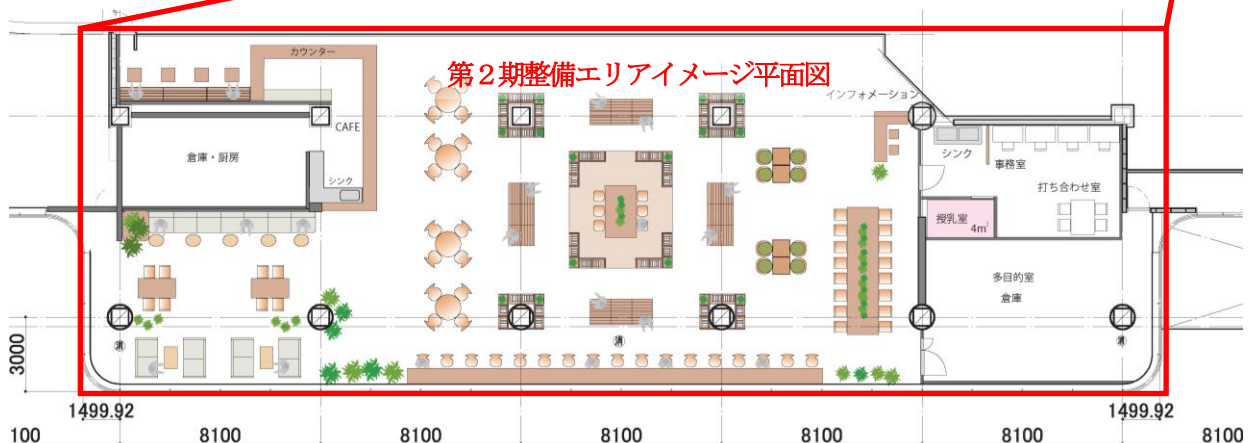 カウンター
第２期整備エリアイメージ平面図
インフォメーション
CAFE
倉庫・厨房
シンク
シンク
事務室
打ち合わせ室
授乳室
4㎡
多目的室
倉庫
消
消
消
3000
1499.92
1499.92
100
8100
8100
8100
8100
8100
8100